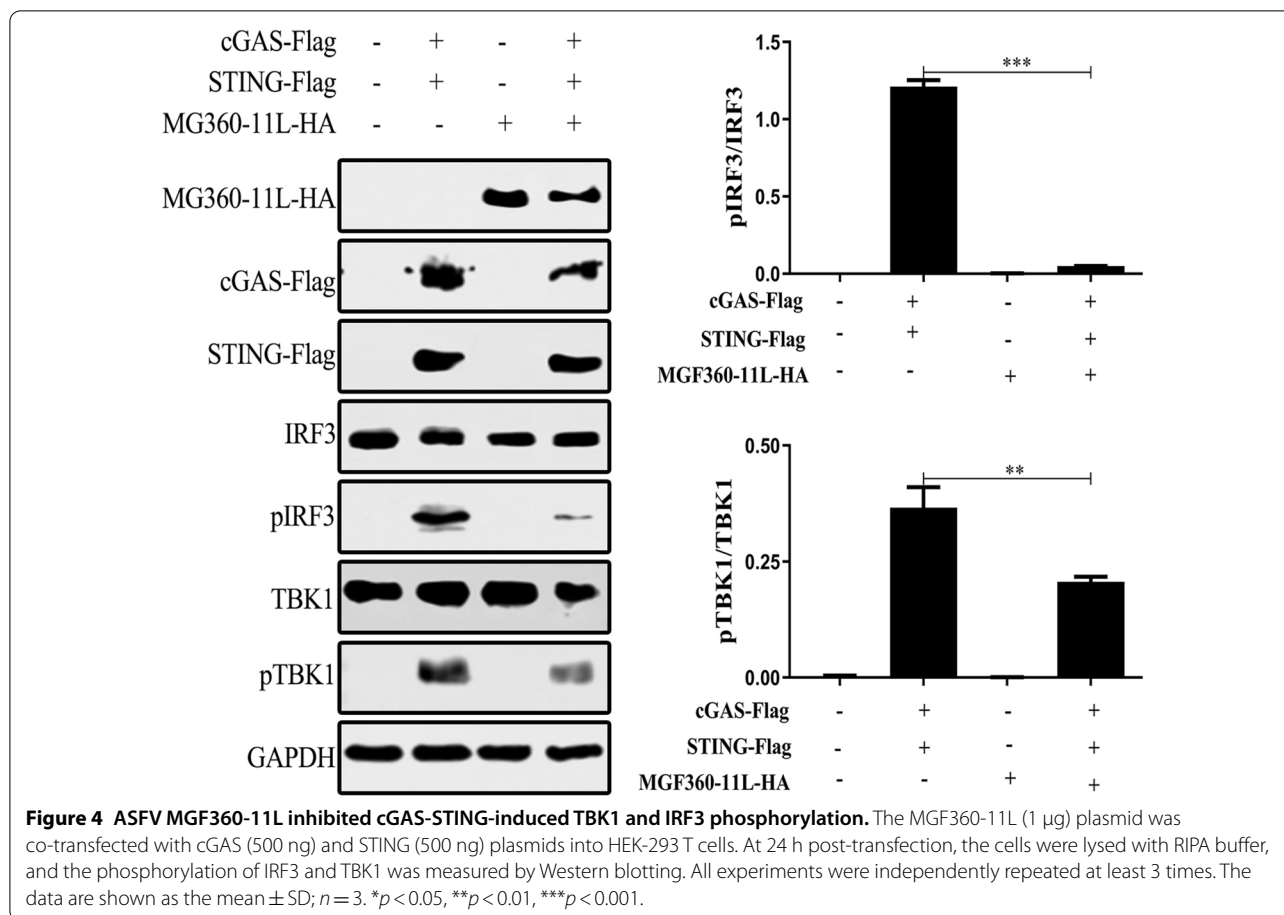 cGAS-Flag - + - +
STING-Flag - + - +
MG360-11L-HA - - + +
MG360-11L-HA
cGAS-Flag
STING-Flag
IRF3
pIRF3
TBK1
pTBK1
GAPDH
pIRF3/IRF3
1.5
1.0
0.5
0.0
***
cGAS-Flag - + - +
STING-Flag - + - +
MGF360-11L-HA - - + +
pTBK1/TBK1
0.50
0.25
0.00
**
cGAS-Flag - + - +
STING-Flag - + - +
MGF360-11L-HA - - + +
Figure 4 ASFV MGF360-11L inhibited cGAS-STING-induced TBK1 and IRF3 phosphorylation. The MGF360-11L (1 µg) plasmid was
co-transfected with cGAS (500 ng) and STING (500 ng) plasmids into HEK-293 T cells. At 24 h post-transfection, the cells were lysed with RIPA buffer,
and the phosphorylation of IRF3 and TBK1 was measured by Western blotting. All experiments were independently repeated at least 3 times. The
data are shown as the mean ± SD; n = 3. *p < 0.05, **p < 0.01, ***p < 0.001.